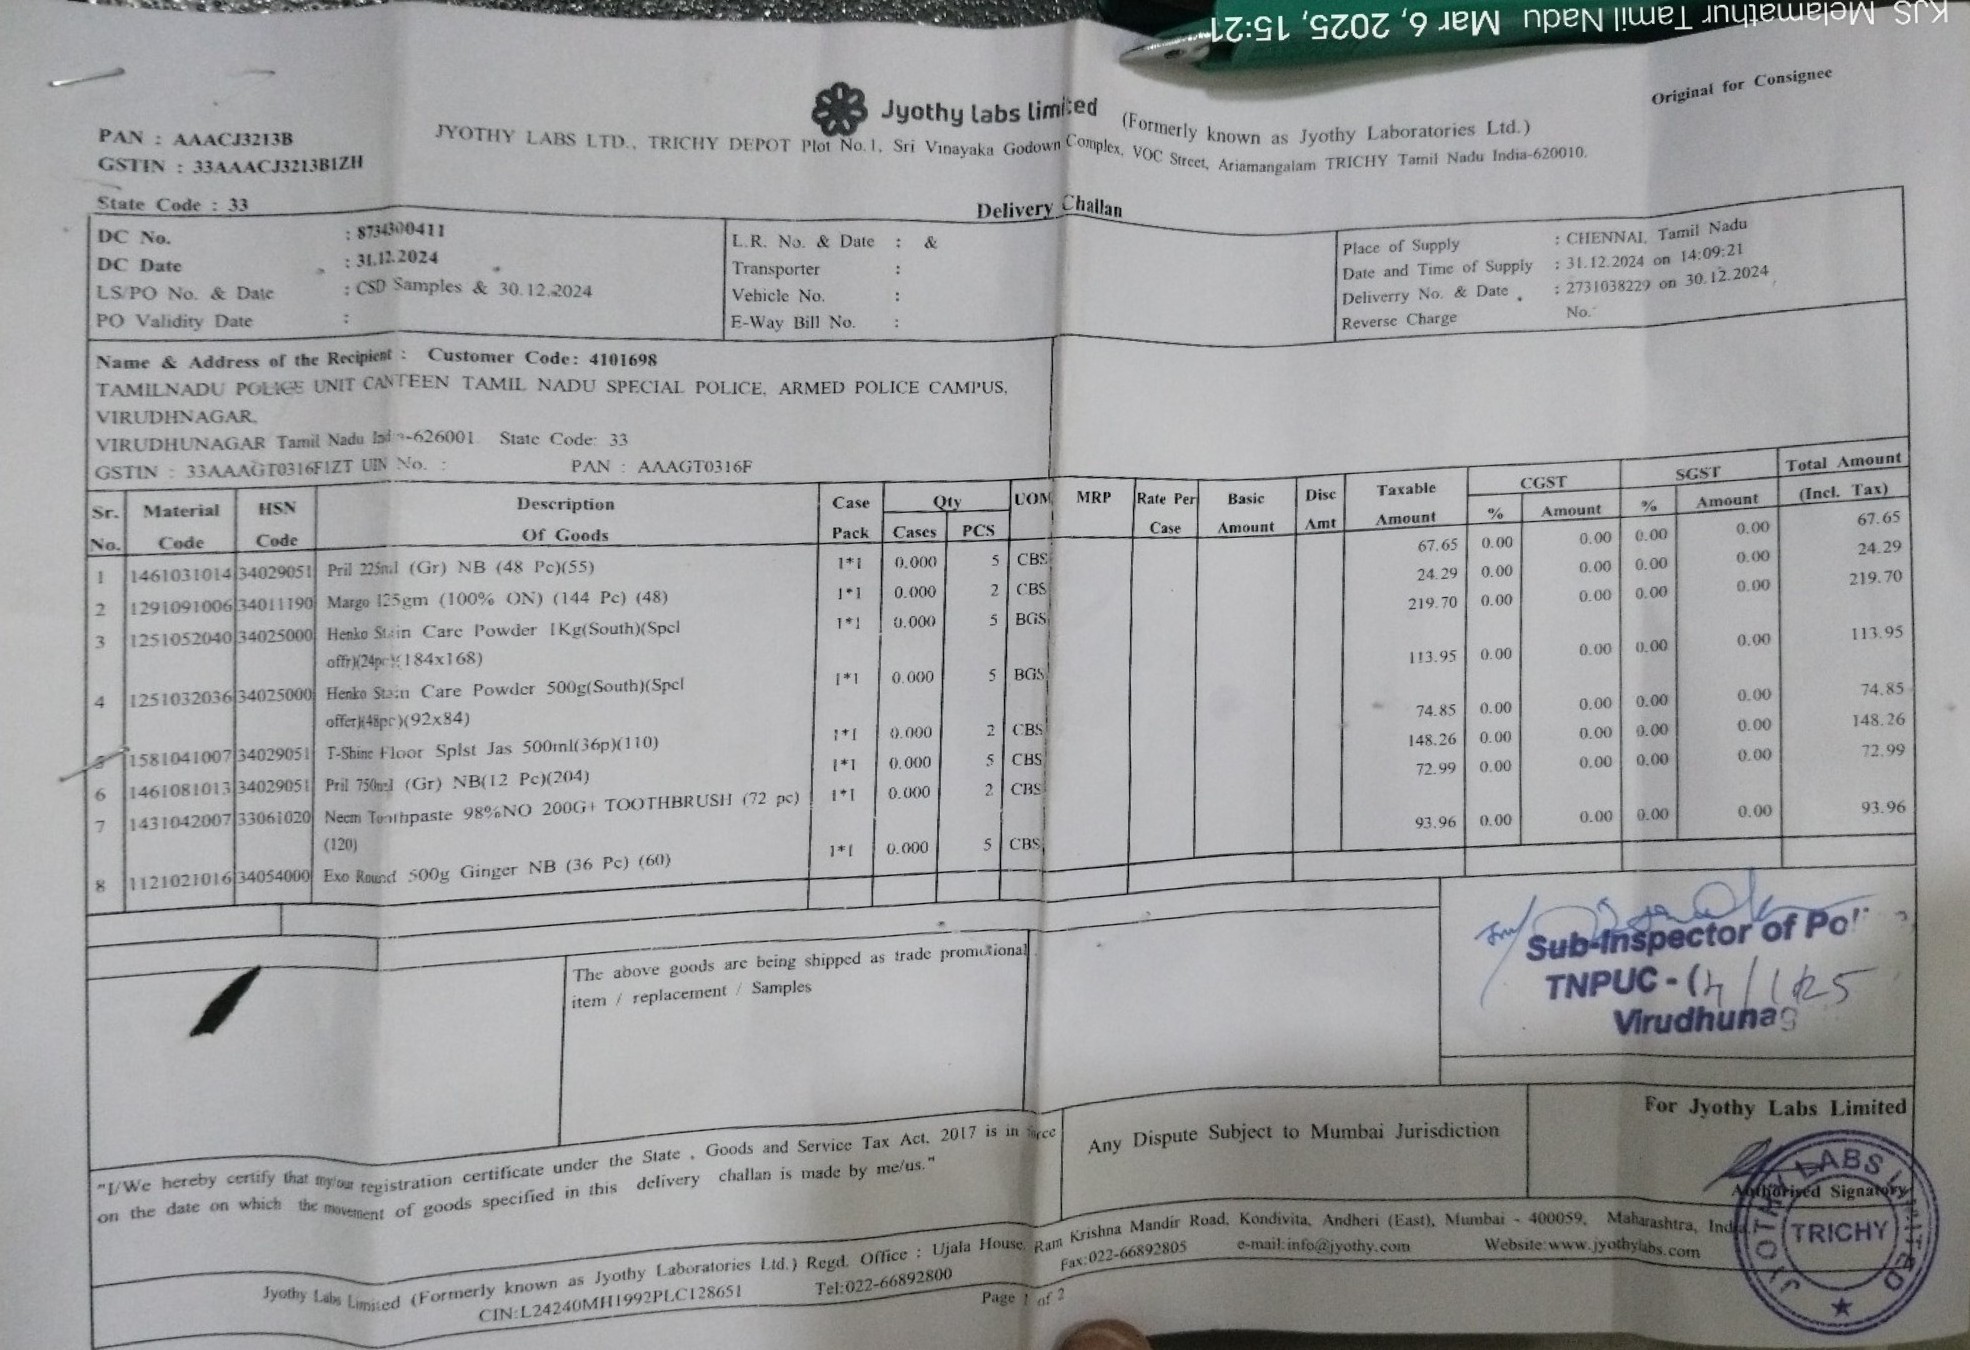 KJS Melamathur Tamil Nadu Mar 6, 2025, 15:21
Original for Consignee
Jyothy labs limited (Formerly known as Jyothy Laboratories Ltd.)
PAN : AAACJ3213B
GSTIN : 33AAACJ3213B1ZH
JYOTHY LABS LTD., TRICHY DEPOT Plot No.1, Sri Vinayaka Godown Complex, VOC Street, Ariamangalam TRICHY Tamil Nadu India-620010.
State Code : 33
Delivery Challan
DC No. : 8734300411
DC Date : 31.12.2024
LS/PO No. & Date : CSD Samples & 30.12.2024
PO Validity Date :
L.R. No. & Date : &
Transporter :
Vehicle No. :
E-Way Bill No. :
Place of Supply : CHENNAI, Tamil Nadu
Date and Time of Supply : 31.12.2024 on 14:09:21
Deliverry No. & Date : 2731038229 on 30.12.2024
Reverse Charge No.
Name & Address of the Recipient : Customer Code: 4101698
TAMILNADU POLICE UNIT CANTEEN TAMIL NADU SPECIAL POLICE, ARMED POLICE CAMPUS,
VIRUDHNAGAR,
VIRUDHUNAGAR Tamil Nadu India-626001 State Code: 33
GSTIN : 33AAAGT0316F1ZT UIN No. : PAN : AAAGT0316F
Sr. No. Material Code HSN Code Description Of Goods Case Pack Qty Cases PCS UOM MRP Rate Per Case Basic Amount Disc Amt Taxable Amount CGST % Amount SGST % Amount Total Amount (Incl. Tax)
1 1461031014 34029051 Pril 225ml (Gr) NB (48 Pc)(55) 1*1 0.000 5 CBS 67.65 0.00 0.00 0.00 0.00 67.65
2 1291091006 34011190 Margo 125gm (100% ON) (144 Pc) (48) 1*1 0.000 2 CBS 24.29 0.00 0.00 0.00 0.00 24.29
3 1251052040 34025000 Henko Stain Care Powder 1Kg(South)(Spcl 1*1 0.000 5 BGS 219.70 0.00 0.00 0.00 0.00 219.70
offr)(24pc)(184x168)
4 1251032036 34025000 Henko Stain Care Powder 500g(South)(Spcl 1*1 0.000 5 BGS 113.95 0.00 0.00 0.00 0.00 113.95
offer)(48pc)(92x84)
5 1581041007 34029051 T-Shine Floor Splst Jas 500ml(36p)(110) 1*1 0.000 2 CBS 74.85 0.00 0.00 0.00 0.00 74.85
6 1461081013 34029051 Pril 750ml (Gr) NB(12 Pc)(204) 1*1 0.000 5 CBS 148.26 0.00 0.00 0.00 0.00 148.26
7 1431042007 33061020 Neem Toothpaste 98%NO 200G+ TOOTHBRUSH (72 pc) 1*1 0.000 2 CBS 72.99 0.00 0.00 0.00 0.00 72.99
(120)
8 1121021016 34054000 Exo Round 500g Ginger NB (36 Pc) (60) 1*1 0.000 5 CBS 93.96 0.00 0.00 0.00 0.00 93.96
The above goods are being shipped as trade promotional
item / replacement / Samples
Sub-Inspector of Poli
TNPUC -
Virudhunag
"I/We hereby certify that my/our registration certificate under the State , Goods and Service Tax Act, 2017 is in force
on the date on which the movement of goods specified in this delivery challan is made by me/us."
Any Dispute Subject to Mumbai Jurisdiction
For Jyothy Labs Limited
Authorised Signatory
JYOTHY LABS LIMITED
TRICHY
Jyothy Labs Limited (Formerly known as Jyothy Laboratories Ltd.) Regd. Office : Ujala House, Ram Krishna Mandir Road, Kondivita, Andheri (East), Mumbai - 400059, Maharashtra, India
CIN:L24240MH1992PLC128651 Tel:022-66892800 Fax:022-66892805 e-mail:info@jyothy.com Website:www.jyothylabs.com
Page 1 of 2